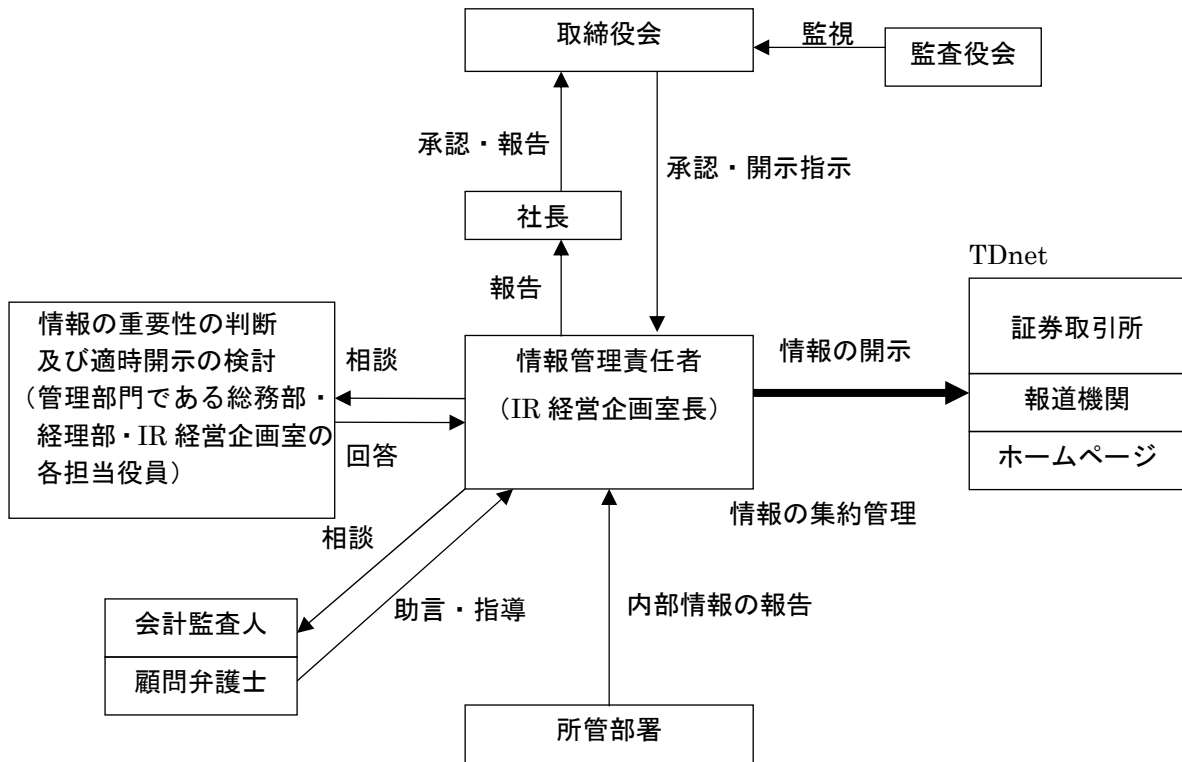 取締役会
監視
監査役会
承認・報告
承認・開示指示
社長
報告
TDnet
証券取引所
報道機関
ホームページ
情報の重要性の判断
及び適時開示の検討
（管理部門である総務部・
経理部・IR 経営企画室の
各担当役員）
相談
回答
情報管理責任者
（IR 経営企画室長）
情報の開示
情報の集約管理
相談
助言・指導
内部情報の報告
会計監査人
顧問弁護士
所管部署